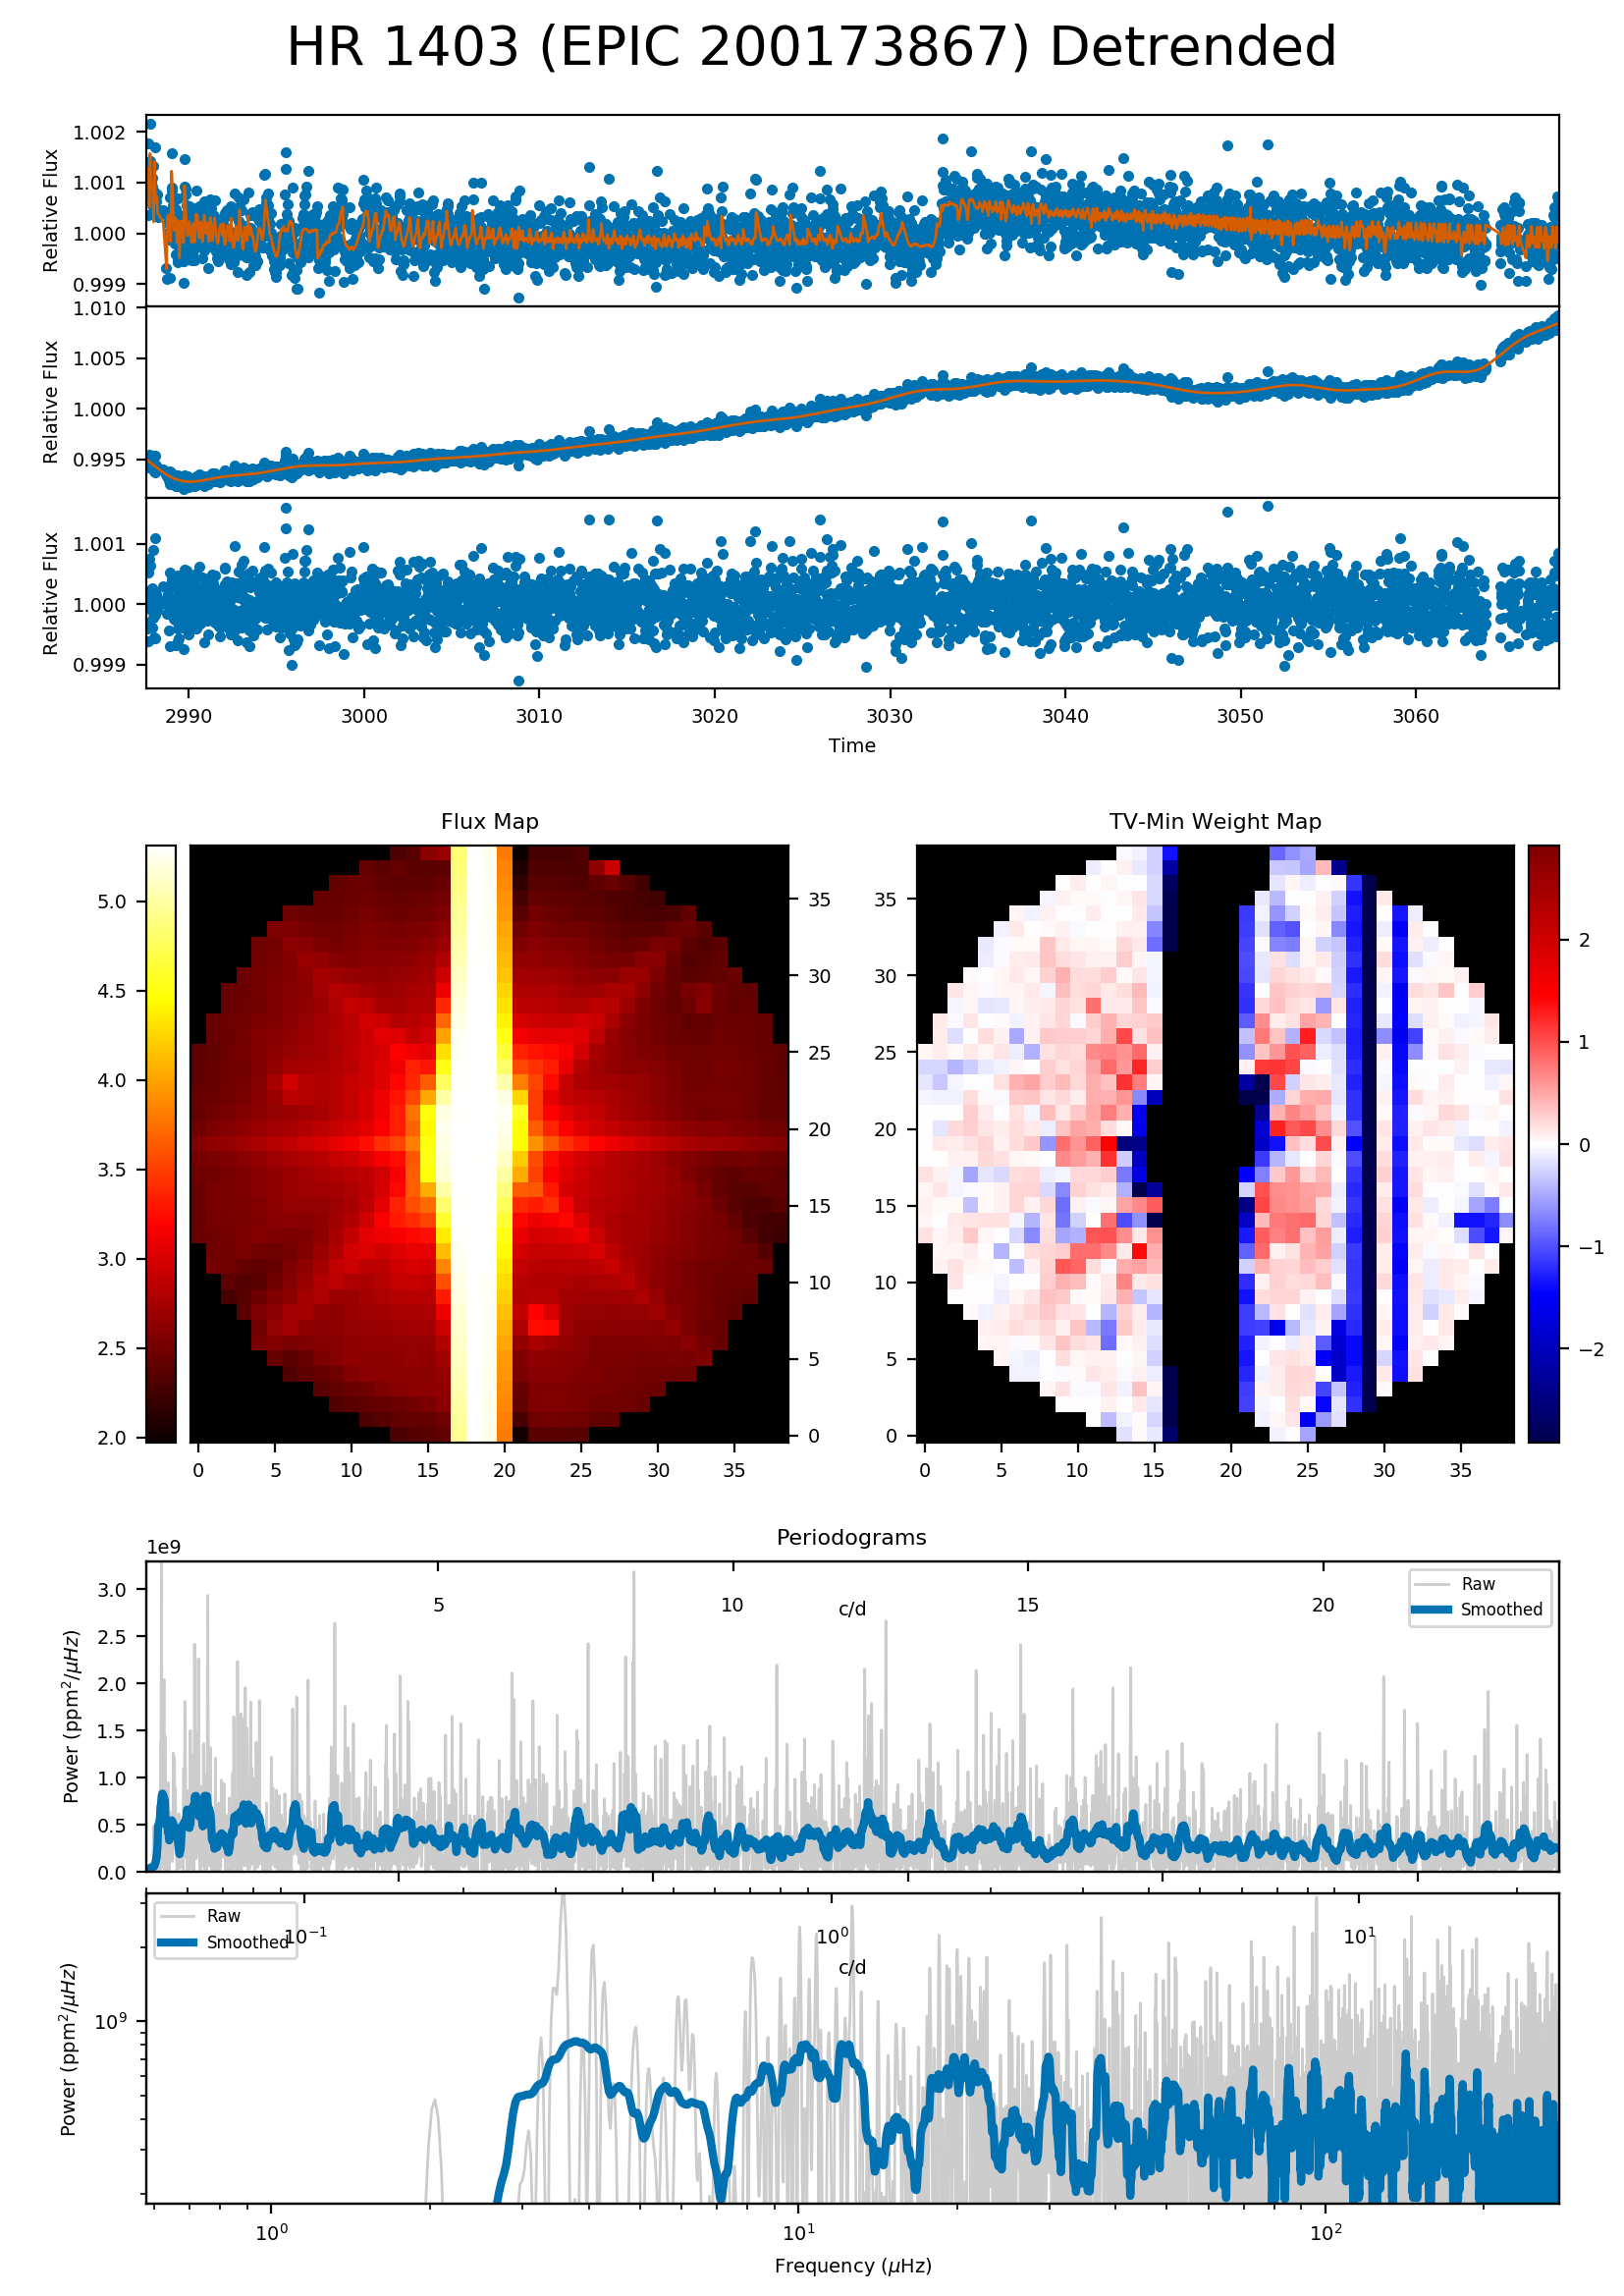 HR 1403 (EPIC 200173867) Detrended
1.002
1.001
1.000
0.999
Relative Flux
1.010
1.005
1.000
0.995
Relative Flux
1.001
1.000
0.999
Relative Flux
2990 3000 3010 3020 3030 3040 3050 3060
Time
Flux Map
5.0
4.5
4.0
3.5
3.0
2.5
2.0
35
30
25
20
15
10
5
0
0 5 10 15 20 25 30 35
TV-Min Weight Map
35
30
25
20
15
10
5
0
0 5 10 15 20 25 30 35
2
1
0
−1
−2
Periodograms
1e9
3.0
2.5
2.0
1.5
1.0
0.5
0.0
Power (ppm²/μHz)
5 10 15 20
c/d
Raw
Smoothed
Raw
Smoothed
10⁻¹ 10⁰ 10¹
c/d
10⁹
Power (ppm²/μHz)
10⁰ 10¹ 10²
Frequency (μHz)